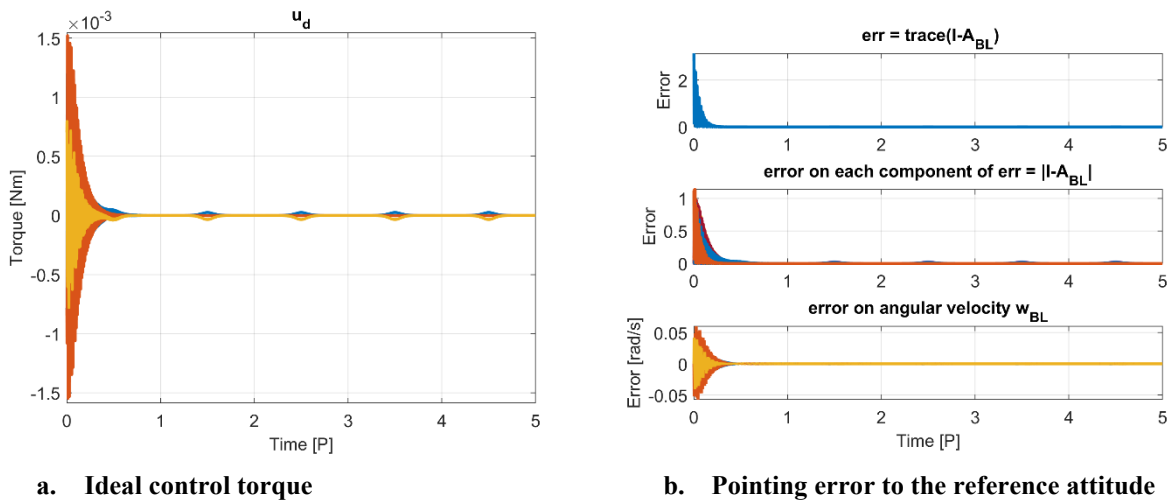 ×10⁻³
u_d
1.5
1
0.5
0
-0.5
-1
-1.5
Torque [Nm]
0 1 2 3 4 5
Time [P]
a. Ideal control torque
err = trace(I-A_BL)
2
0
Error
0 1 2 3 4 5
error on each component of err = |I-A_BL|
1
0.5
0
Error
0 1 2 3 4 5
error on angular velocity w_BL
0.05
0
-0.05
Error [rad/s]
0 1 2 3 4 5
Time [P]
b. Pointing error to the reference attitude